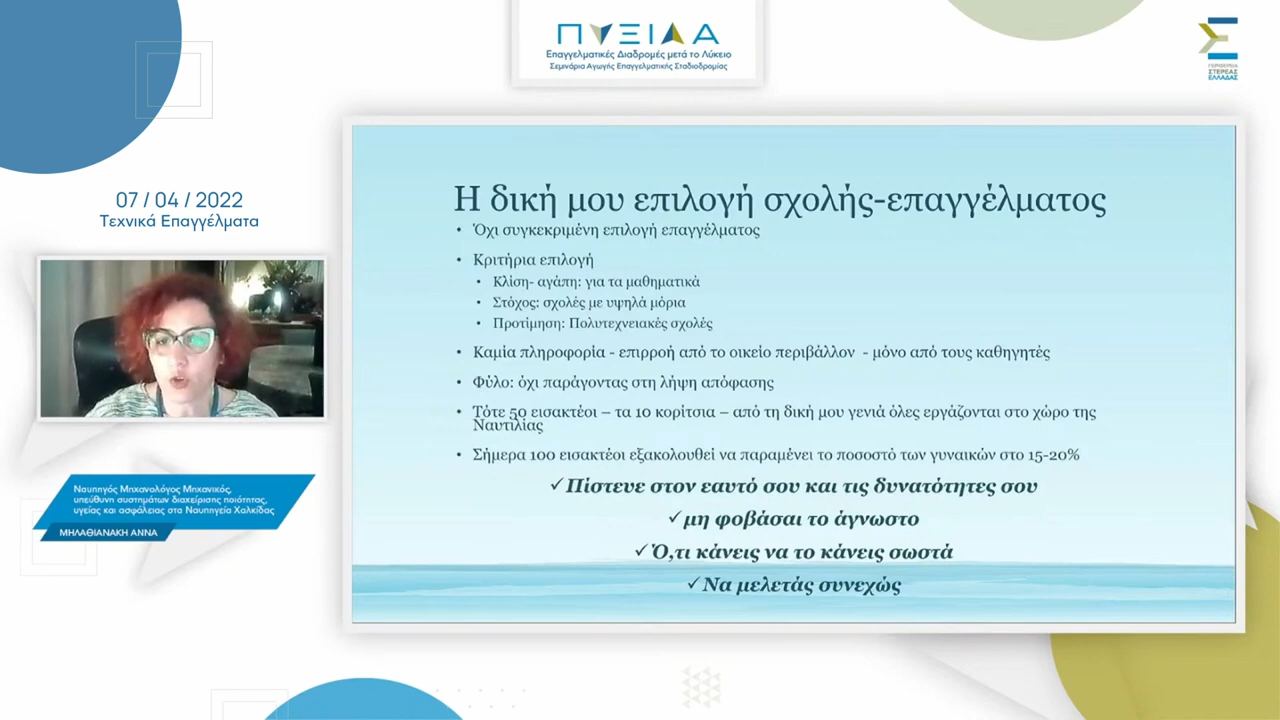 ΠΥΞΙΔΑ
Επαγγελματικές Διαδρομές μετά το Λύκειο
Σεμινάρια Αγωγής Επαγγελματικής Σταδιοδρομίας
ΠΕΡΙΦΕΡΕΙΑ
ΣΤΕΡΕΑΣ
ΕΛΛΑΔΑΣ
07 / 04 / 2022
Τεχνικά Επαγγέλματα
Ναυπηγός Μηχανολόγος Μηχανικός,
υπεύθυνη συστημάτων διαχείρισης ποιότητας,
υγείας και ασφάλειας στα Ναυπηγεία Χαλκίδας
ΜΗΛΑΘΙΑΝΑΚΗ ΑΝΝΑ
Η δική μου επιλογή σχολής-επαγγέλματος
• Όχι συγκεκριμένη επιλογή επαγγέλματος
• Κριτήρια επιλογή
• Κλίση- αγάπη: για τα μαθηματικά
• Στόχος: σχολές με υψηλά μόρια
• Προτίμηση: Πολυτεχνειακές σχολές
• Καμία πληροφορία - επιρροή από το οικείο περιβάλλον - μόνο από τους καθηγητές
• Φύλο: όχι παράγοντας στη λήψη απόφασης
• Τότε 50 εισακτέοι – τα 10 κορίτσια – από τη δική μου γενιά όλες εργάζονται στο χώρο της
Ναυτιλίας
• Σήμερα 100 εισακτέοι εξακολουθεί να παραμένει το ποσοστό των γυναικών στο 15-20%
✓Πίστευε στον εαυτό σου και τις δυνατότητες σου
✓μη φοβάσαι το άγνωστο
✓Ό,τι κάνεις να το κάνεις σωστά
✓Να μελετάς συνεχώς